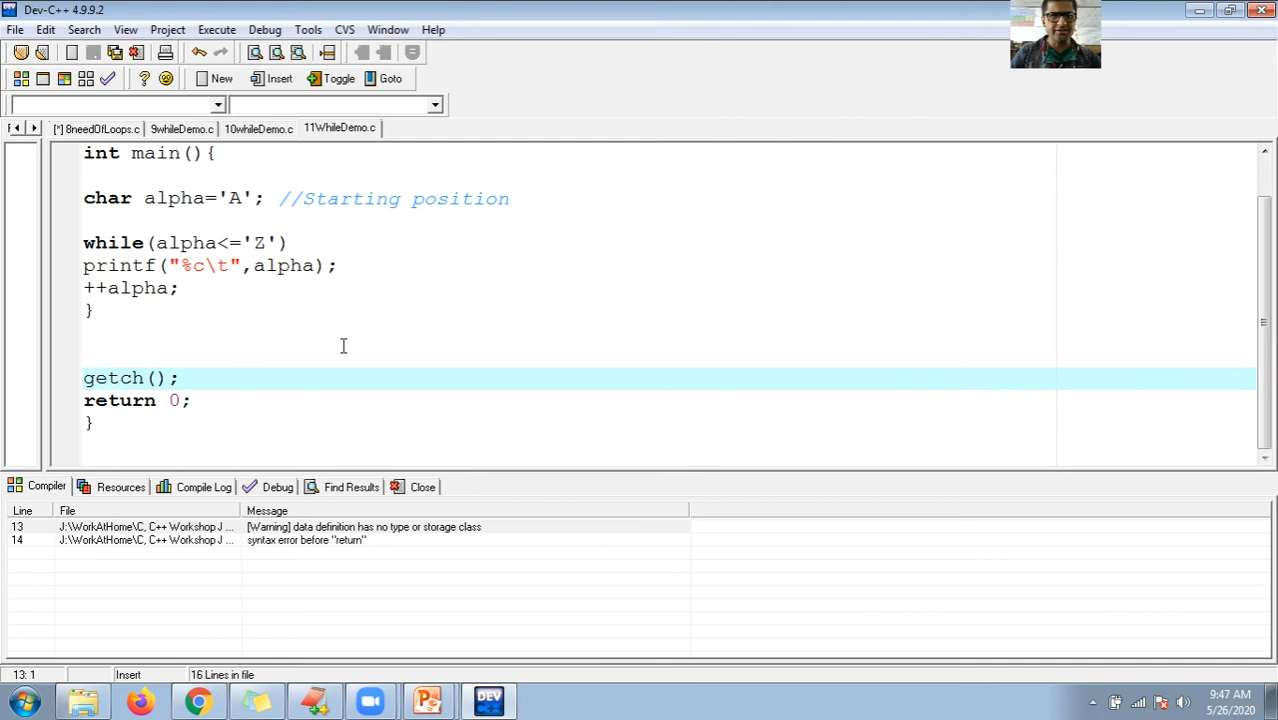 Dev-C++ 4.9.9.2
File Edit Search View Project Execute Debug Tools CVS Window Help
New Insert Toggle Goto
[*] 8needOfLoops.c 9whileDemo.c 10whileDemo.c 11WhileDemo.c
int main(){
char alpha='A'; //Starting position
while(alpha<='Z')
printf("%c\t",alpha);
++alpha;
}
getch();
return 0;
}
Compiler Resources Compile Log Debug Find Results Close
Line File Message
13 J:\WorkAtHome\C, C++ Workshop J ... [Warning] data definition has no type or storage class
14 J:\WorkAtHome\C, C++ Workshop J ... syntax error before "return"
13: 1 Insert 16 Lines in file
DEV
9:47 AM
5/26/2020